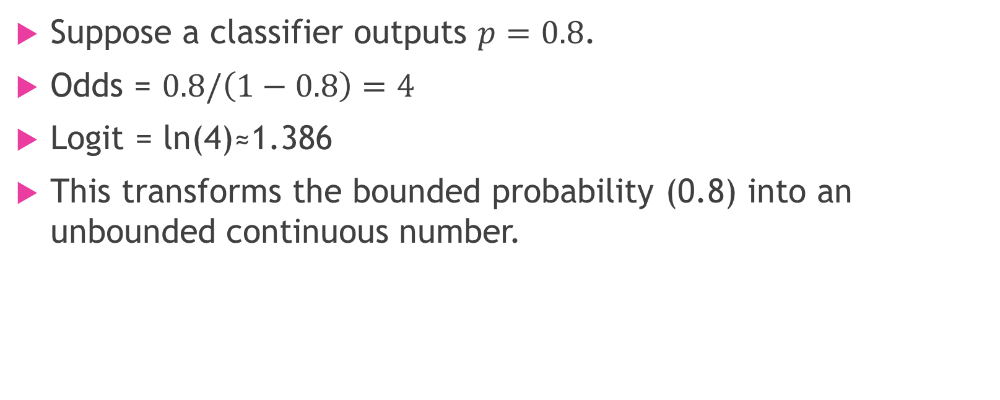 Suppose a classifier outputs 𝑝 = 0.8.
Odds = 0.8/(1 − 0.8) = 4
Logit = ln(4)≈1.386
This transforms the bounded probability (0.8) into an
unbounded continuous number.